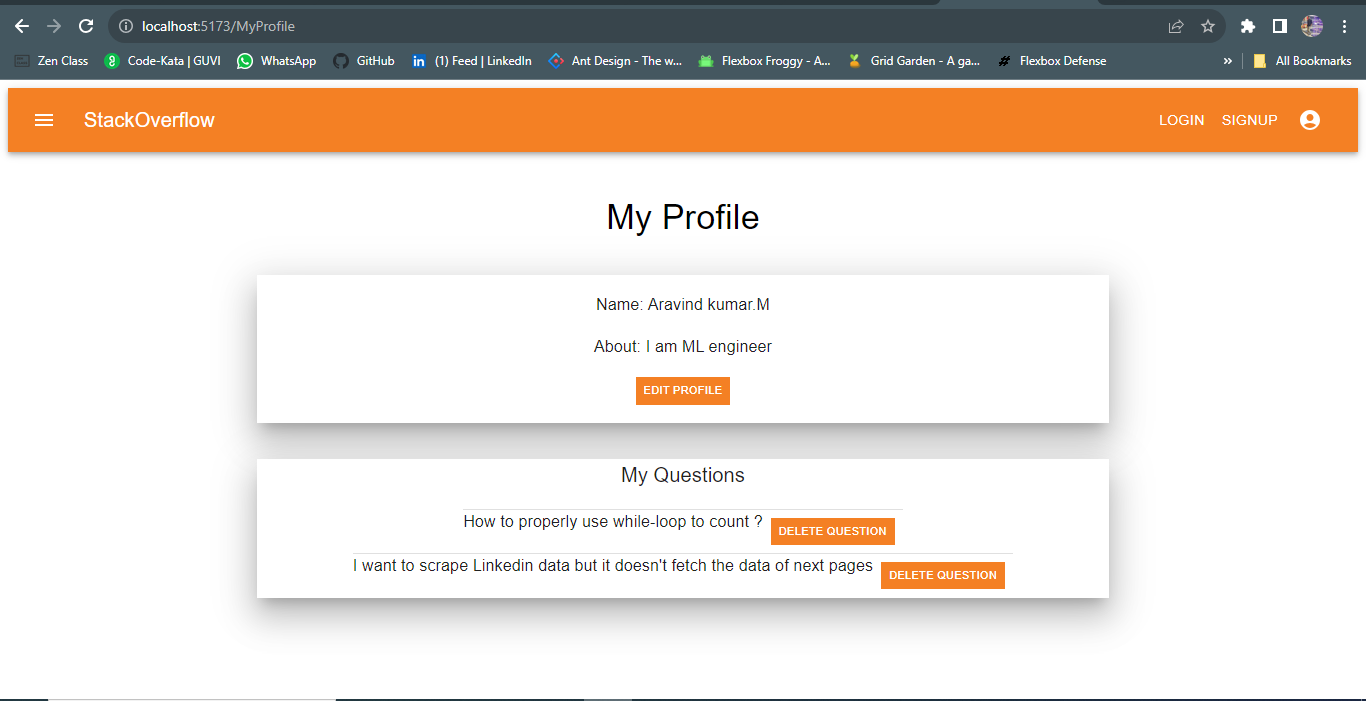 localhost:5173/MyProfile
Zen Class Code-Kata | GUVI WhatsApp GitHub (1) Feed | LinkedIn Ant Design - The w... Flexbox Froggy - A... Grid Garden - A ga... Flexbox Defense » All Bookmarks
StackOverflow LOGIN SIGNUP
My Profile
Name: Aravind kumar.M
About: I am ML engineer
EDIT PROFILE
My Questions
How to properly use while-loop to count ? DELETE QUESTION
I want to scrape Linkedin data but it doesn't fetch the data of next pages DELETE QUESTION